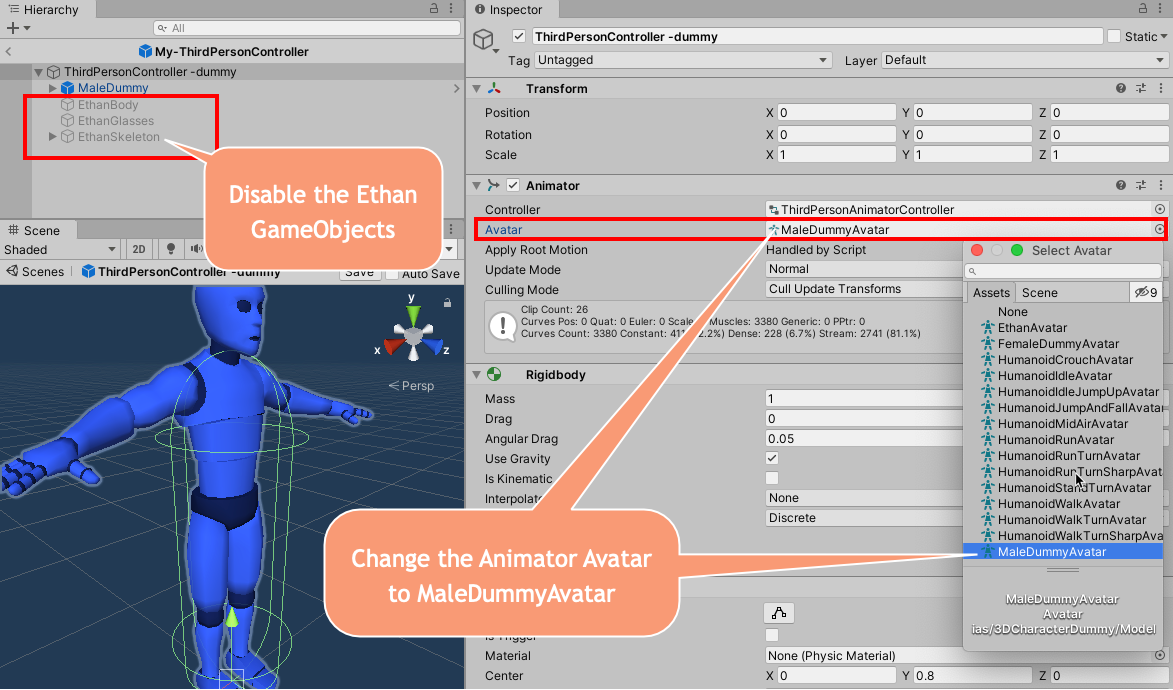 Hierarchy
All
My-ThirdPersonController
ThirdPersonController -dummy
MaleDummy
EthanBody
EthanGlasses
EthanSkeleton
Disable the Ethan
GameObjects
Scene
Shaded
2D
Scenes
ThirdPersonController -dummy
Save
Auto Save
y
x
z
Persp
Inspector
ThirdPersonController -dummy
Static
Tag Untagged
Layer Default
Transform
Position X 0 Y 0 Z 0
Rotation X 0 Y 0 Z 0
Scale X 1 Y 1 Z 1
Animator
Controller ThirdPersonAnimatorController
Avatar MaleDummyAvatar
Apply Root Motion Handled by Script
Update Mode Normal
Culling Mode Cull Update Transforms
Clip Count: 26
Curves Pos: 0 Quat: 0 Euler: 0 Scale Muscles: 3380 Generic: 0 PPtr: 0
Curves Count: 3380 Constant: 411 2.2%) Dense: 228 (6.7%) Stream: 2741 (81.1%)
Rigidbody
Mass 1
Drag 0
Angular Drag 0.05
Use Gravity
Is Kinematic
Interpolate None
Discrete
Change the Animator Avatar
to MaleDummyAvatar
Is Trigger
Material None (Physic Material)
Center X 0 Y 0.8 Z 0
Select Avatar
Assets Scene 9
None
EthanAvatar
FemaleDummyAvatar
HumanoidCrouchAvatar
HumanoidIdleAvatar
HumanoidIdleJumpUpAvatar
HumanoidJumpAndFallAvatar
HumanoidMidAirAvatar
HumanoidRunAvatar
HumanoidRunTurnAvatar
HumanoidRunTurnSharpAvat
HumanoidStandTurnAvatar
HumanoidWalkAvatar
HumanoidWalkTurnAvatar
HumanoidWalkTurnSharpAva
MaleDummyAvatar
MaleDummyAvatar
Avatar
ias/3DCharacterDummy/Model